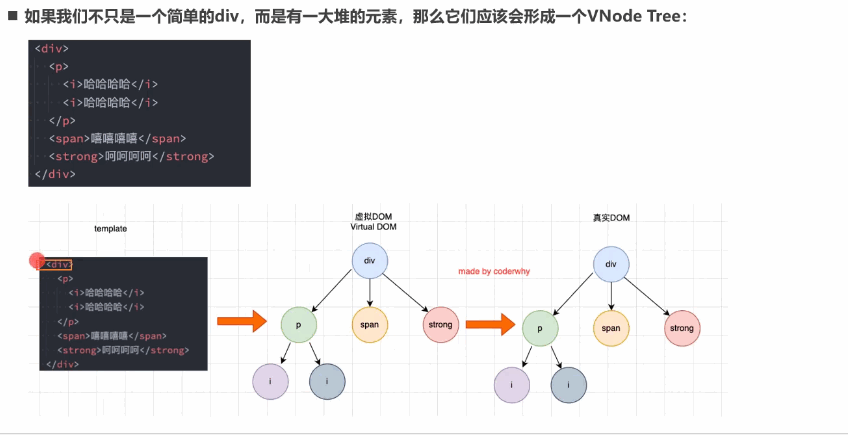 ■ 如果我们不只是一个简单的div，而是有一大堆的元素，那么它们应该会形成一个VNode Tree：
<div>
<p>
<i>哈哈哈哈</i>
<i>哈哈哈哈</i>
</p>
<span>嘻嘻嘻嘻</span>
<strong>呵呵呵呵</strong>
</div>
template
虚拟DOM
Virtual DOM
真实DOM
<div>
<p>
<i>哈哈哈哈</i>
<i>哈哈哈哈</i>
</p>
<span>嘻嘻嘻嘻</span>
<strong>呵呵呵呵</strong>
</div>
div
p
span
strong
i
i
made by coderwhy
div
p
span
strong
i
i